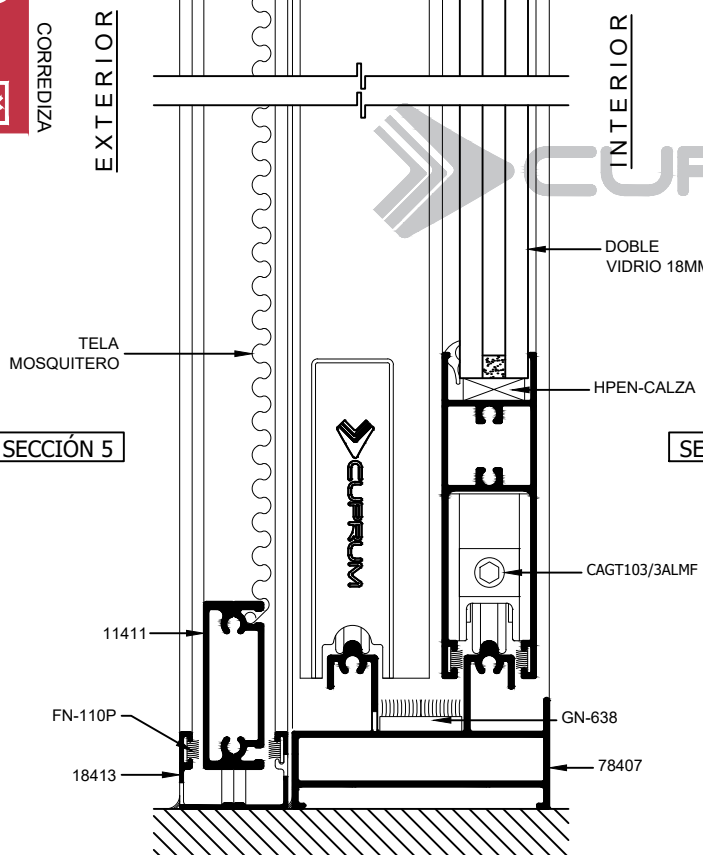 CORREDIZA
EXTERIOR
INTERIOR
DOBLE
VIDRIO 18MM
TELA
MOSQUITERO
HPEN-CALZA
SECCIÓN 5
CUPRUM
CAGT103/3ALMF
11411
FN-110P
GN-638
18413
78407